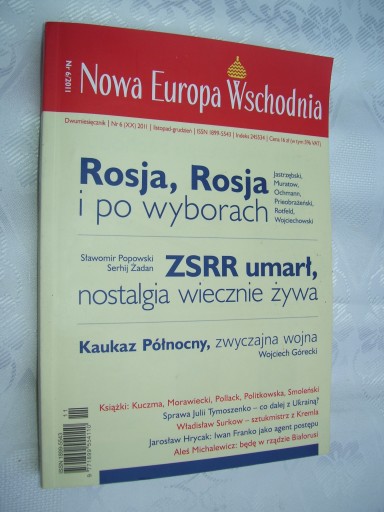 Nr 6/2011
Nowa Europa Wschodnia
Dwumiesięcznik | Nr 6 (XX) 2011 | listopad-grudzień | ISSN 1899-5543 | Indeks 245534 | Cena 16 zł (w tym 5% VAT)
Rosja, Rosja
i po wyborach
Jastrzębski,
Muratow,
Ochmann,
Prieobrażeński,
Rotfeld,
Wojciechowski
Sławomir Popowski
Serhij Żadan
ZSRR umarł,
nostalgia wiecznie żywa
Kaukaz Północny, zwyczajna wojna
Wojciech Górecki
Książki: Kuczma, Morawiecki, Pollack, Politkowska, Smoleński
Sprawa Julii Tymoszenko – co dalej z Ukrainą?
Władisław Surkow – sztukmistrz z Kremla
Jarosław Hrycak: Iwan Franko jako agent postępu
Aleś Michalewicz: będę w rządzie Białorusi
11